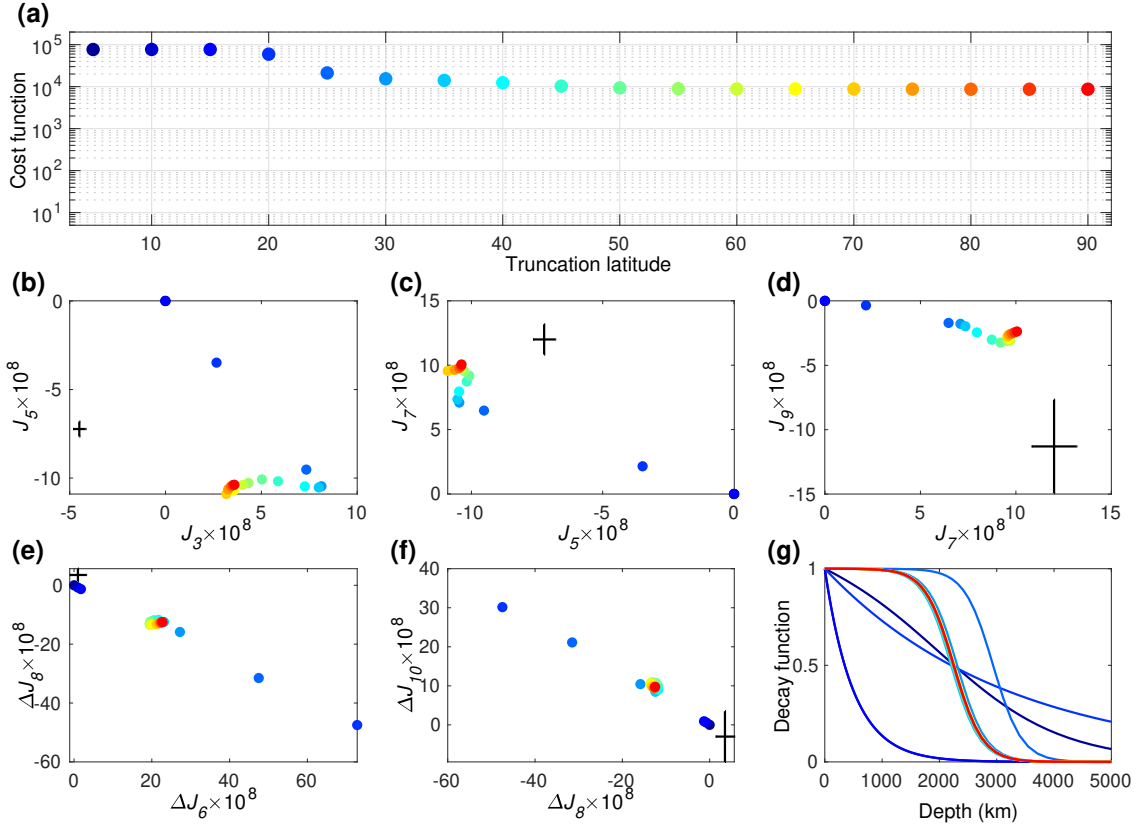 (a)
Cost function
10^5
10^4
10^3
10^2
10^1
10 20 30 40 50 60 70 80 90
Truncation latitude
(b)
J_5×10^8
0
-5
-10
-5 0 5 10
J_3×10^8
(c)
J_7×10^8
15
10
5
0
-10 -5 0
J_5×10^8
(d)
J_9×10^8
0
-5
-10
-15
0 5 10 15
J_7×10^8
(e)
ΔJ_8×10^8
0
-20
-40
-60
0 20 40 60
ΔJ_6×10^8
(f)
ΔJ_10×10^8
40
30
20
10
0
-60 -40 -20 0
ΔJ_8×10^8
(g)
Decay function
1
0.5
0
0 1000 2000 3000 4000 5000
Depth (km)